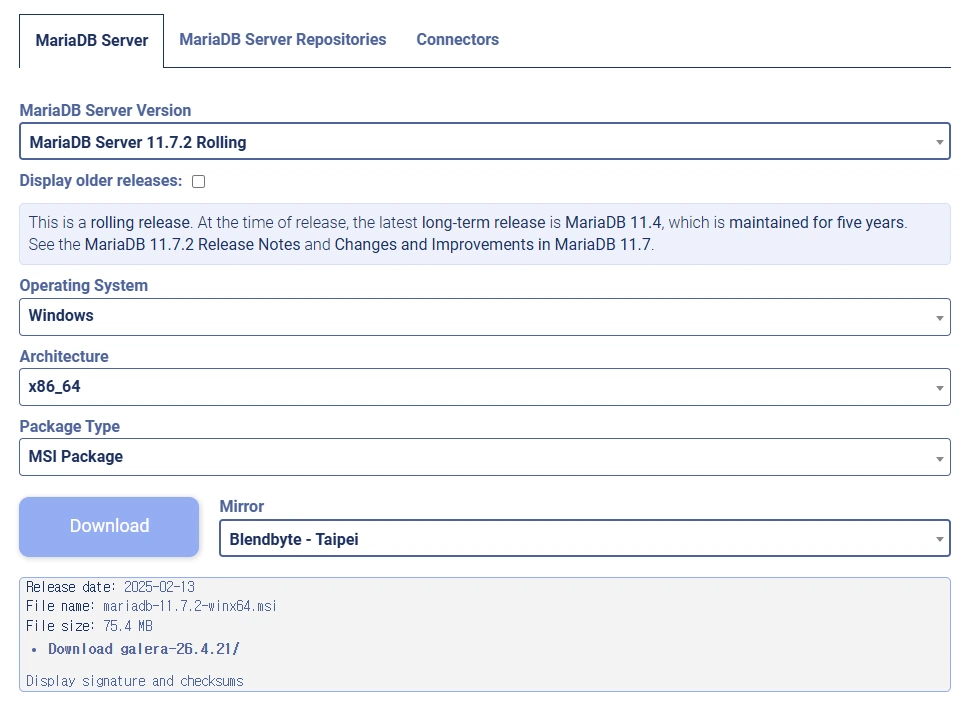 MariaDB Server MariaDB Server Repositories Connectors
MariaDB Server Version
MariaDB Server 11.7.2 Rolling
Display older releases:
This is a rolling release. At the time of release, the latest long-term release is MariaDB 11.4, which is maintained for five years.
See the MariaDB 11.7.2 Release Notes and Changes and Improvements in MariaDB 11.7.
Operating System
Windows
Architecture
x86_64
Package Type
MSI Package
Download
Mirror
Blendbyte - Taipei
Release date: 2025-02-13
File name: mariadb-11.7.2-winx64.msi
File size: 75.4 MB
• Download galera-26.4.21/
Display signature and checksums